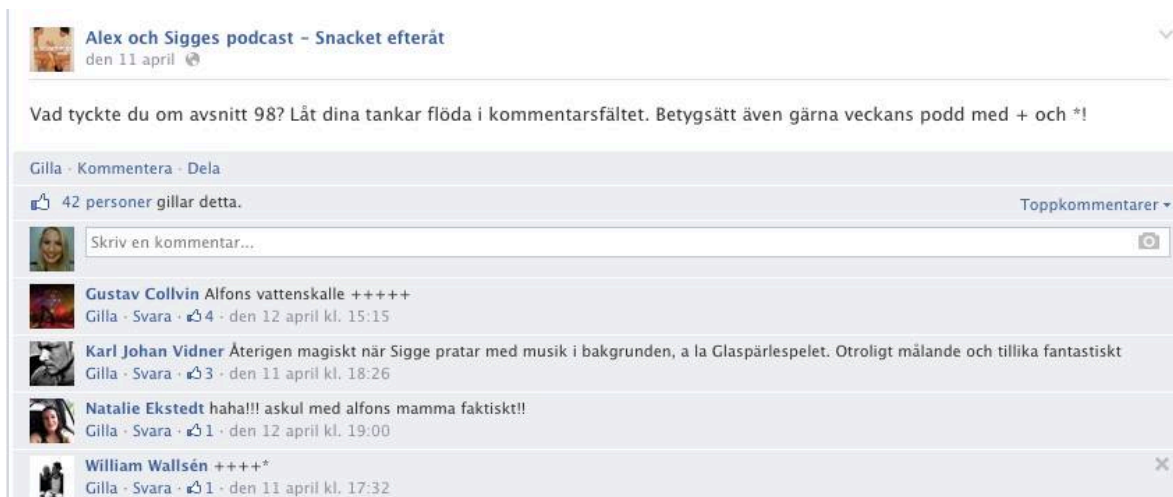 Alex och Sigges podcast – Snacket efteråt
den 11 april
Vad tyckte du om avsnitt 98? Låt dina tankar flöda i kommentarsfältet. Betygsätt även gärna veckans podd med + och *!
Gilla · Kommentera · Dela
42 personer gillar detta.
Toppkommentarer
Skriv en kommentar...
Gustav Collvin Alfons vattenskalle +++++
Gilla · Svara · 4 · den 12 april kl. 15:15
Karl Johan Vidner Återigen magiskt när Sigge pratar med musik i bakgrunden, a la Glaspärlespelet. Otroligt målande och tillika fantastiskt
Gilla · Svara · 3 · den 11 april kl. 18:26
Natalie Ekstedt haha!!! askul med alfons mamma faktiskt!!
Gilla · Svara · 1 · den 12 april kl. 19:00
William Wallsén ++++*
Gilla · Svara · 1 · den 11 april kl. 17:32